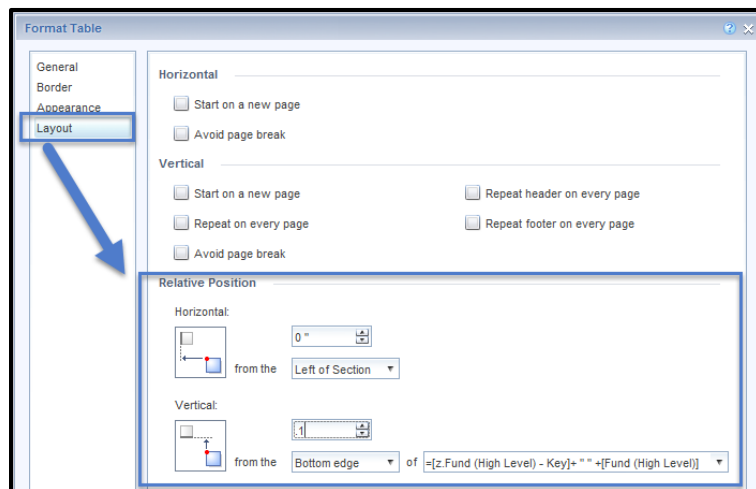 Format Table
General
Border
Appearance
Layout
Horizontal
Start on a new page
Avoid page break
Vertical
Start on a new page
Repeat header on every page
Repeat on every page
Repeat footer on every page
Avoid page break
Relative Position
Horizontal:
0 "
from the Left of Section
Vertical:
.1
from the Bottom edge of =[z.Fund (High Level) - Key]+ " " +[Fund (High Level)]